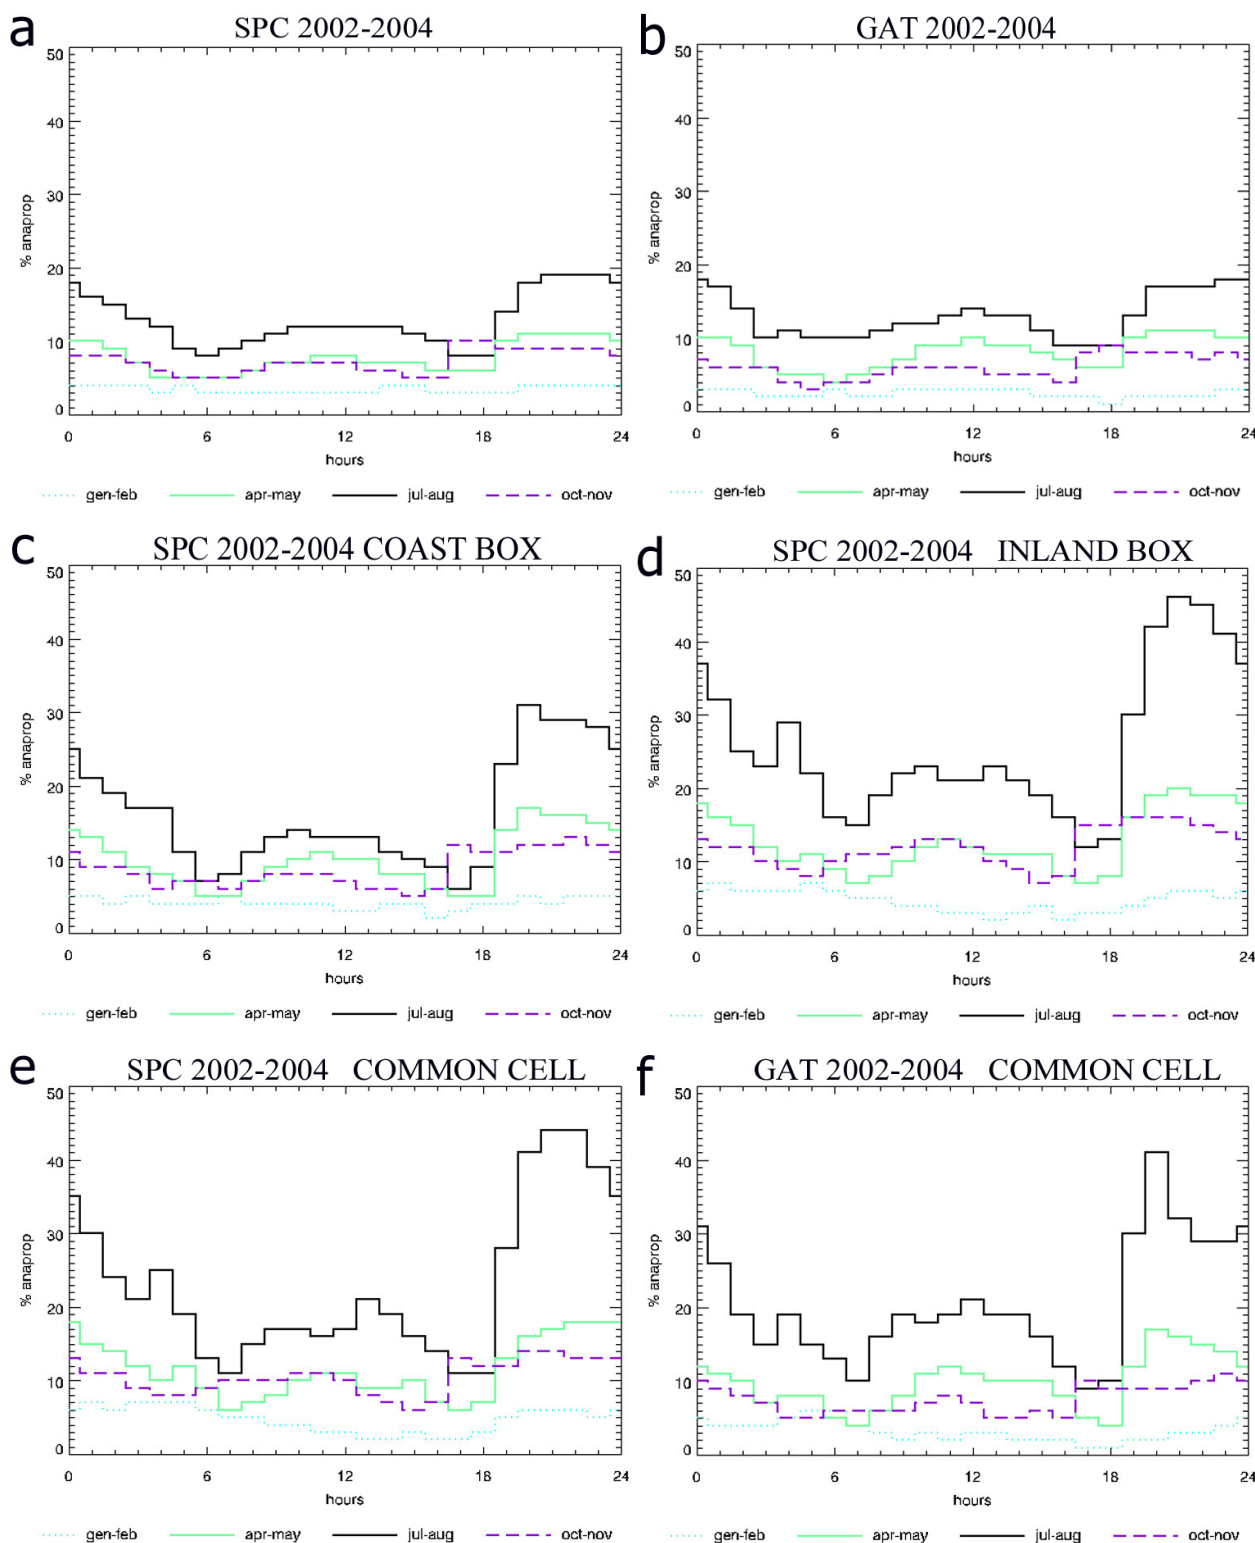 a
SPC 2002-2004
50
40
30
20
10
0
% anaprop
0 6 12 18 24
hours
gen-feb apr-may jul-aug oct-nov
b
GAT 2002-2004
50
40
30
20
10
0
% anaprop
0 6 12 18 24
hours
gen-feb apr-may jul-aug oct-nov
c
SPC 2002-2004 COAST BOX
50
40
30
20
10
0
% anaprop
0 6 12 18 24
hours
gen-feb apr-may jul-aug oct-nov
d
SPC 2002-2004 INLAND BOX
50
40
30
20
10
0
% anaprop
0 6 12 18 24
hours
gen-feb apr-may jul-aug oct-nov
e
SPC 2002-2004 COMMON CELL
50
40
30
20
10
0
% anaprop
0 6 12 18 24
hours
gen-feb apr-may jul-aug oct-nov
f
GAT 2002-2004 COMMON CELL
50
40
30
20
10
0
% anaprop
0 6 12 18 24
hours
gen-feb apr-may jul-aug oct-nov